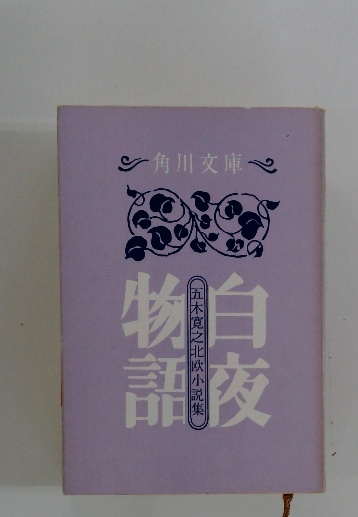 角川文庫
白夜
物語
五木寛之北欧小説集